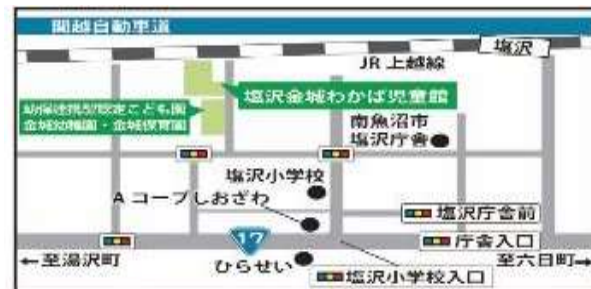 関越自動車道
塩沢
JR上越線
塩沢金城わかば児童館
幼保連携型認定こども園
金城幼稚園・金城保育園
南魚沼市
塩沢庁舎
塩沢小学校
Aコープしおざわ
塩沢庁舎前
17
庁舎入口
ひらせい
←至湯沢町
至六日町→
塩沢小学校入口